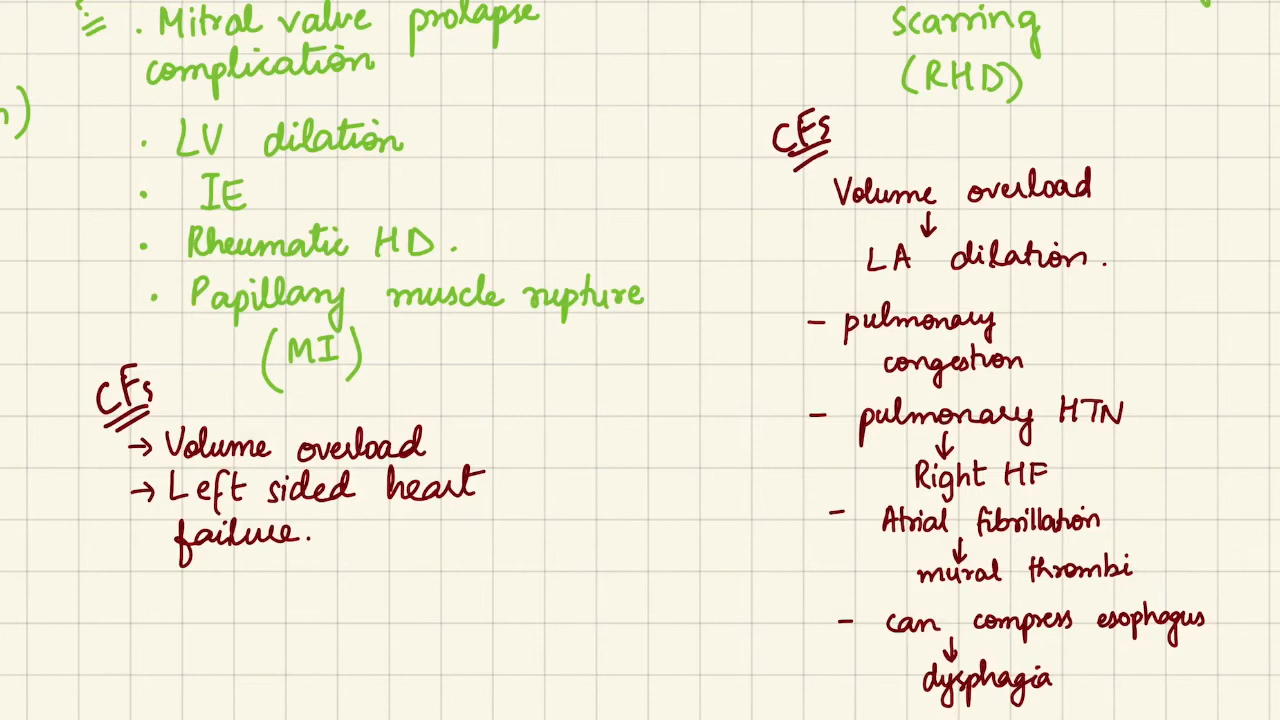 . Mitral valve prolapse
complication
· LV dilation
· IE
· Rheumatic HD.
· Papillary muscle rupture
(MI)
CFs
→ Volume overload
→ Left sided heart
failure.
scarring
(RHD)
CFs
Volume overload
↓
LA dilation.
- pulmonary
congestion
- pulmonary HTN
↓
Right HF
- Atrial fibrillation
↓
mural thrombi
- can compress esophagus
↓
dysphagia